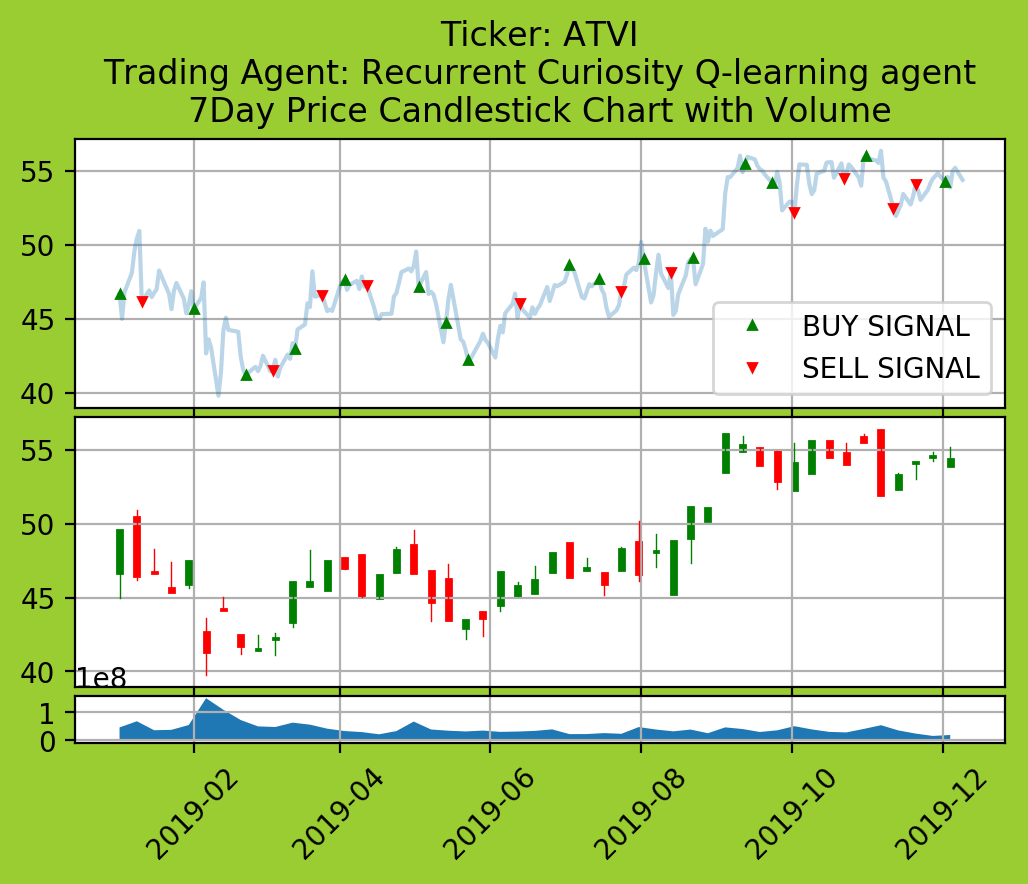 Ticker: ATVI
Trading Agent: Recurrent Curiosity Q-learning agent
7Day Price Candlestick Chart with Volume
55
50
45
40
BUY SIGNAL
SELL SIGNAL
55
50
45
40
1e8
1
0
2019-02
2019-04
2019-06
2019-08
2019-10
2019-12